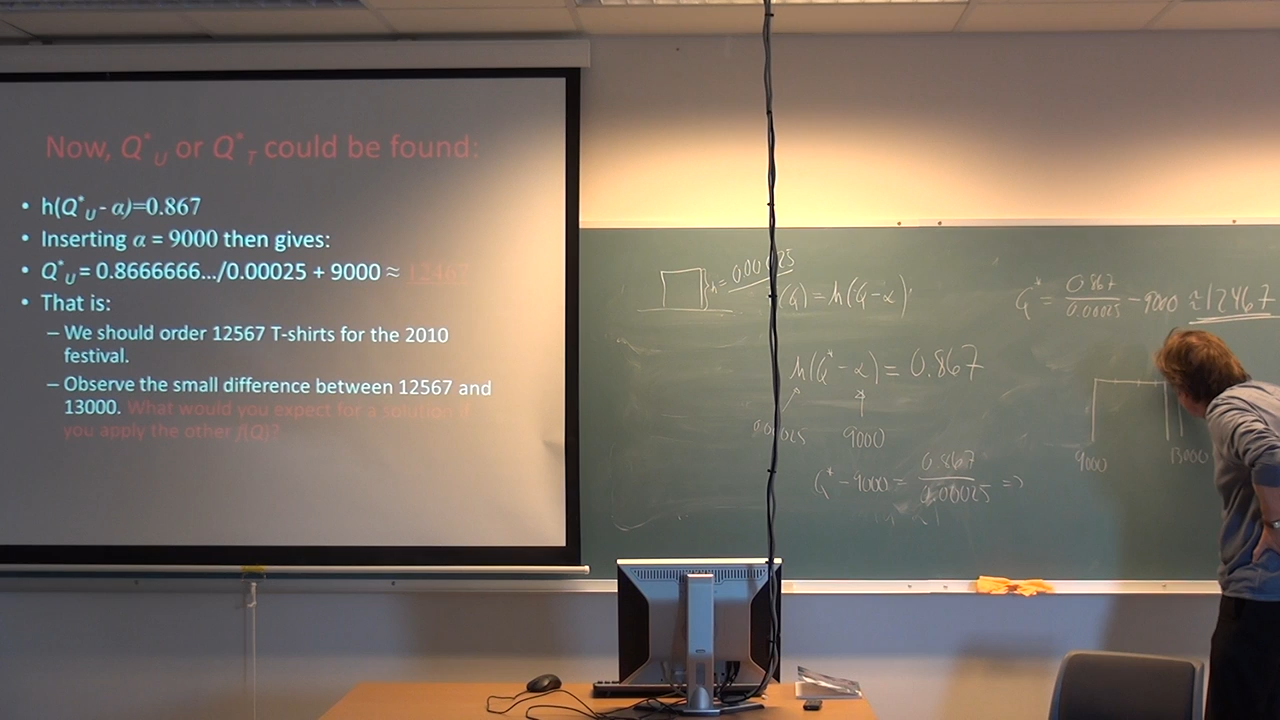 Now, Q*U or Q*T could be found:
• h(Q*U - α)=0.867
• Inserting α = 9000 then gives:
• Q*U = 0.8666666.../0.00025 + 9000 ≈ 12467
• That is:
– We should order 12567 T-shirts for the 2010
festival.
– Observe the small difference between 12567 and
13000. What would you expect for a solution if
you apply the other f(Q)?
h = 0.00025
(Q) = h(Q-α)
h(Q* - α) = 0.867
0.00025 9000
Q* - 9000 = 0.867 / 0.00025 =>
Q* = 0.867 / 0.00025 - 9000 ≈ 12467
9000 13000